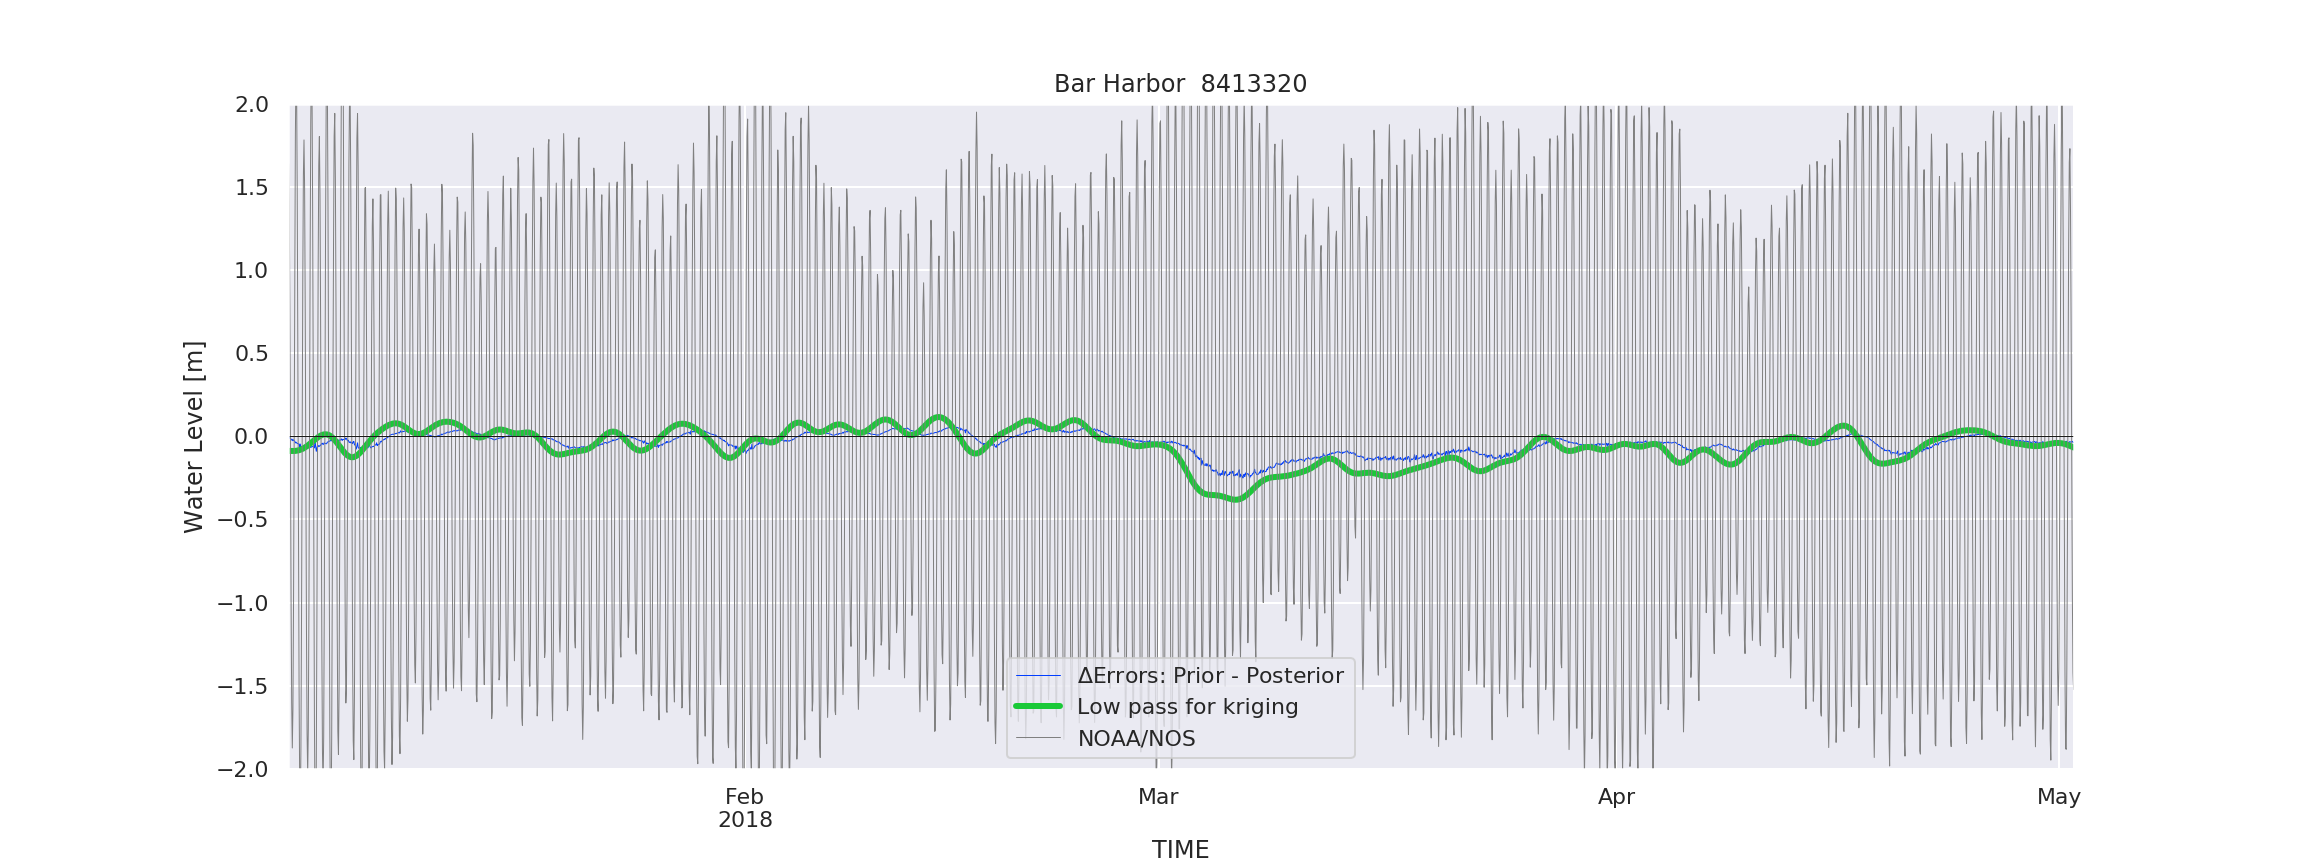 Bar Harbor  8413320
Water Level [m]
2.0
1.5
1.0
0.5
0.0
−0.5
−1.0
−1.5
−2.0
ΔErrors: Prior - Posterior
Low pass for kriging
NOAA/NOS
Feb
2018
Mar
Apr
May
TIME